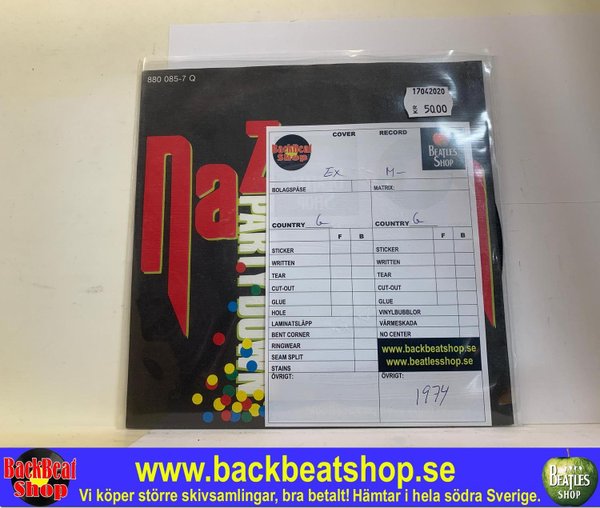 880 085-7 Q
17042020
KR 50.00
naz
PARTY DOWN
COVER
RECORD
BackBeat Shop
BEATLES SHOP
Ex
M-
BOLAGSPÅSE
MATRIX:
COUNTRY G
COUNTRY G
F B
F B
STICKER
STICKER
WRITTEN
WRITTEN
TEAR
TEAR
CUT-OUT
CUT-OUT
GLUE
GLUE
HOLE
VINYLBUBBLOR
LAMINATSLÄPP
VÄRMESKADA
BENT CORNER
NO CENTER
RINGWEAR
www.backbeatshop.se
SEAM SPLIT
www.beatlesshop.se
STAINS
ÖVRIGT:
ÖVRIGT:
1974
BackBeat Shop
www.backbeatshop.se
Vi köper större skivsamlingar, bra betalt! Hämtar i hela södra Sverige.
BEATLES SHOP